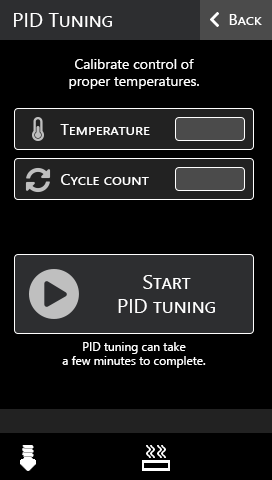 PID Tuning
Back
Calibrate control of
proper temperatures.
Temperature
Cycle count
Start
PID tuning
PID tuning can take
a few minutes to complete.